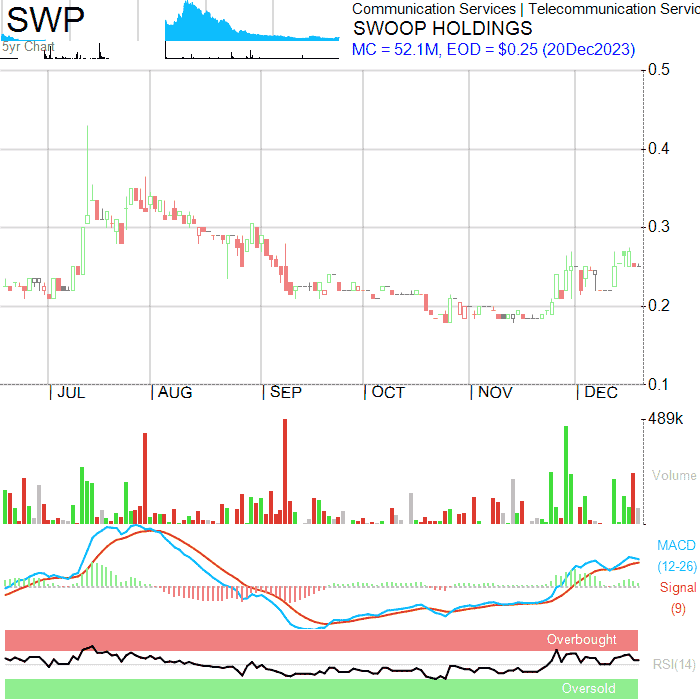 SWP
5yr Chart
Communication Services | Telecommunication Servic
SWOOP HOLDINGS
MC = 52.1M, EOD = $0.25 (20Dec2023)
0.5
0.4
0.3
0.2
0.1
JUL
AUG
SEP
OCT
NOV
DEC
489k
Volume
MACD
(12-26)
Signal
(9)
Overbought
RSI(14)
Oversold